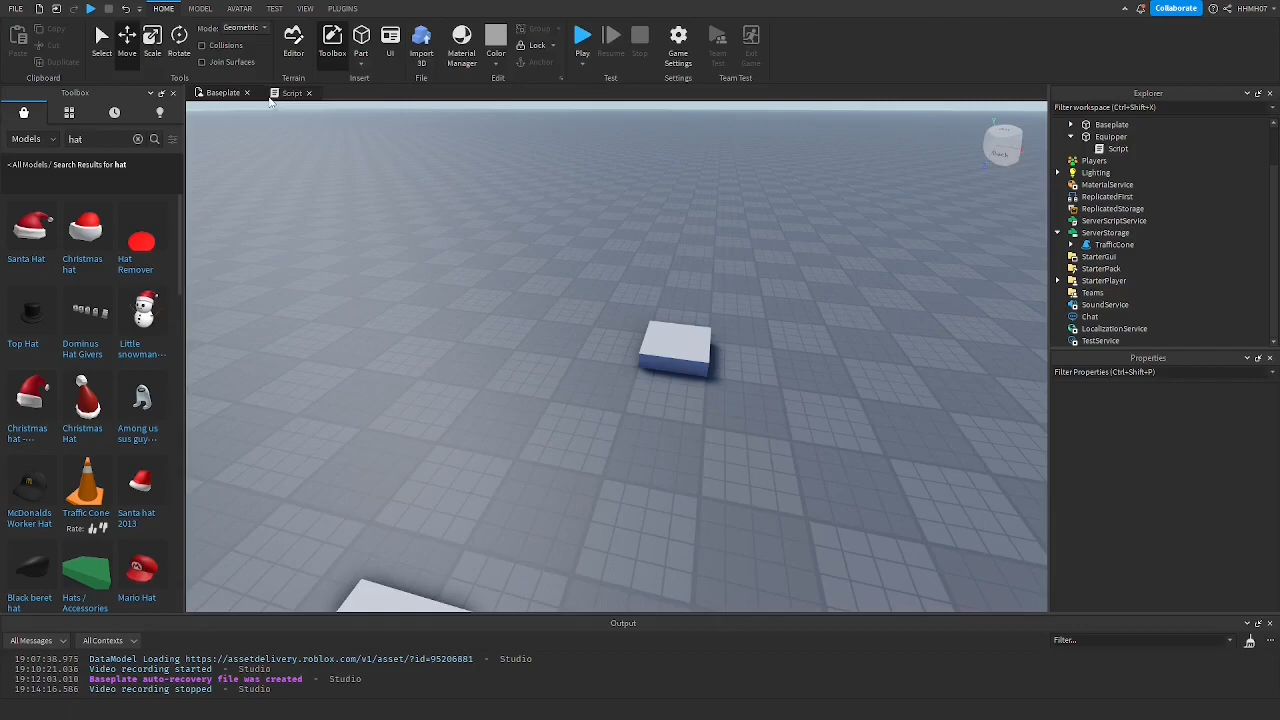 FILE
HOME
MODEL
AVATAR
TEST
VIEW
PLUGINS
Collaborate
HHMHOT
Paste
Copy
Cut
Duplicate
Clipboard
Select
Move
Scale
Rotate
Mode: Geometric
Collisions
Join Surfaces
Tools
Editor
Terrain
Toolbox
Part
UI
Insert
Import
3D
File
Material
Manager
Color
Group
Lock
Anchor
Edit
Play
Resume
Stop
Test
Game
Settings
Settings
Team
Test
Exit
Game
Team Test
Toolbox
Models
hat
<All Models / Search Results for hat
Santa Hat
Christmas
hat
Hat
Remover
Top Hat
Dominus
Hat Givers
Little
snowman···
Christmas
hat -···
Christmas
Hat
Among us
sus guy···
McDonalds
Worker Hat
Traffic Cone
Rate:
Santa hat
2013
Black beret
hat
Hats /
Accessories
Mario Hat
Baseplate
Script
Back
Explorer
Filter workspace (Ctrl+Shift+X)
Baseplate
Equipper
Script
Players
Lighting
MaterialService
ReplicatedFirst
ReplicatedStorage
ServerScriptService
ServerStorage
TrafficCone
StarterGui
StarterPack
StarterPlayer
Teams
SoundService
Chat
LocalizationService
TestService
Properties
Filter Properties (Ctrl+Shift+P)
Output
All Messages
All Contexts
Filter...
19:07:38.975 DataModel Loading https://assetdelivery.roblox.com/v1/asset/?id=95206881 - Studio
19:10:21.036 Video recording started - Studio
19:12:03.010 Baseplate auto-recovery file was created - Studio
19:14:16.586 Video recording stopped - Studio